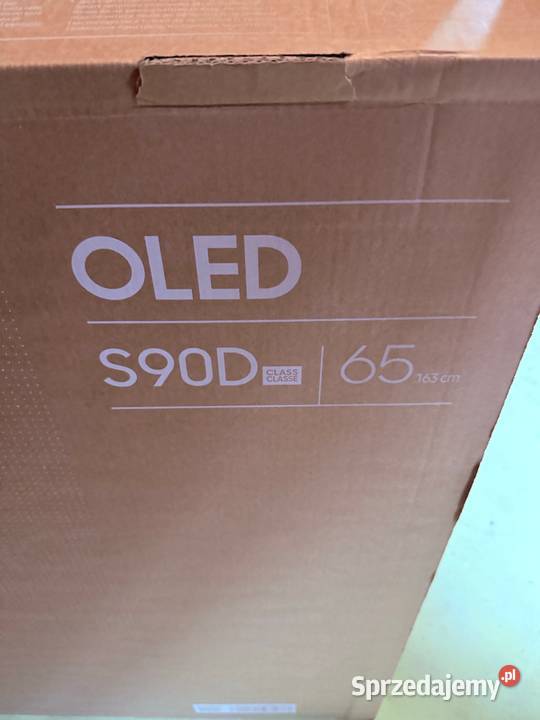 OLED
S90D CLASS CLASSE 65 163 cm
Sprzedajemy.pl